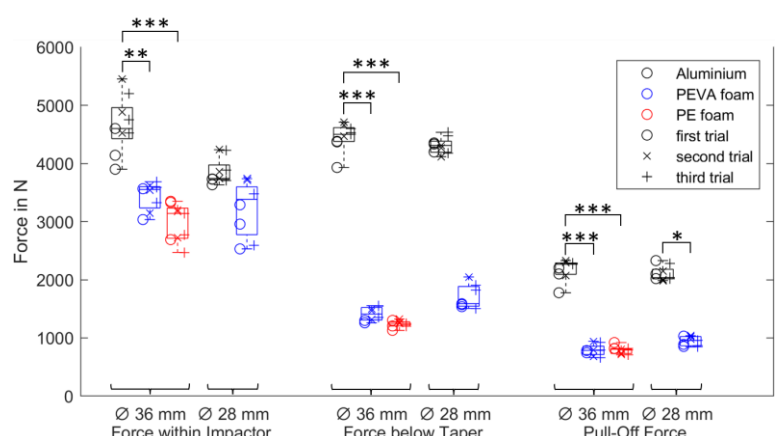 ***
**
***
***
***
***
*
6000
5000
4000
3000
2000
1000
0
Force in N
Aluminium
PEVA foam
PE foam
first trial
second trial
third trial
∅ 36 mm ∅ 28 mm ∅ 36 mm ∅ 28 mm ∅ 36 mm ∅ 28 mm
Force within Impactor Force below Taper Pull-Off Force